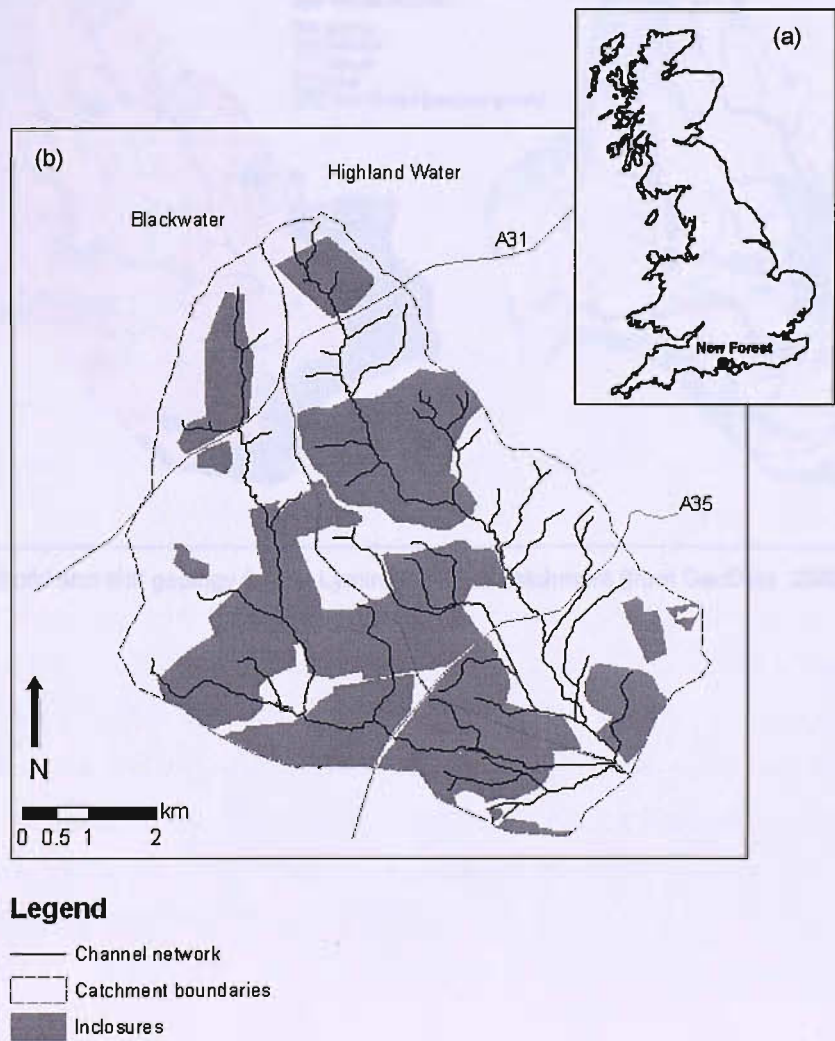 (a)
New Forest
(b)
Highland Water
Blackwater
A31
A35
N
km
0 0.5 1 2
Legend
Channel network
Catchment boundaries
Inclosures